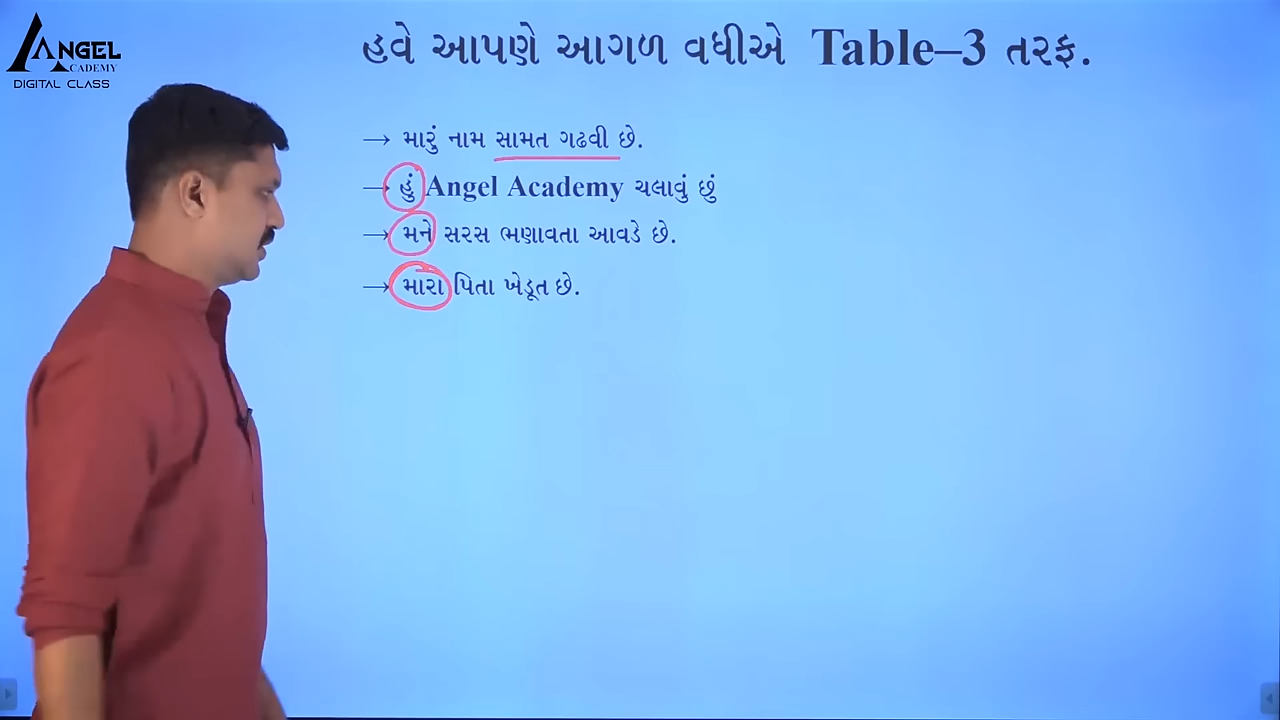 ANGEL
ACADEMY
DIGITAL CLASS
હવે આપણે આગળ વધીએ Table–3 તરફ.
→ મારું નામ સામત ગઢવી છે.
→ હું Angel Academy ચલાવું છું
→ મને સરસ ભણાવતા આવડે છે.
→ મારા પિતા ખેડૂત છે.